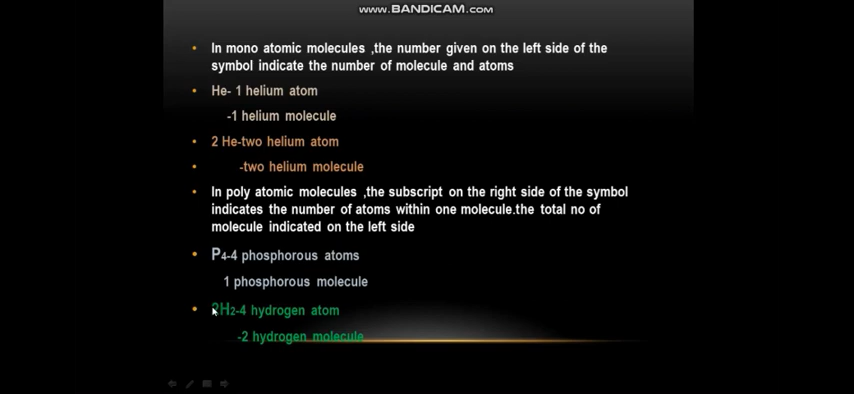 www.BANDICAM.com
In mono atomic molecules ,the number given on the left side of the
symbol indicate the number of molecule and atoms
He- 1 helium atom
-1 helium molecule
2 He-two helium atom
-two helium molecule
In poly atomic molecules ,the subscript on the right side of the symbol
indicates the number of atoms within one molecule.the total no of
molecule indicated on the left side
P₄-4 phosphorous atoms
1 phosphorous molecule
2H₂-4 hydrogen atom
-2 hydrogen molecule